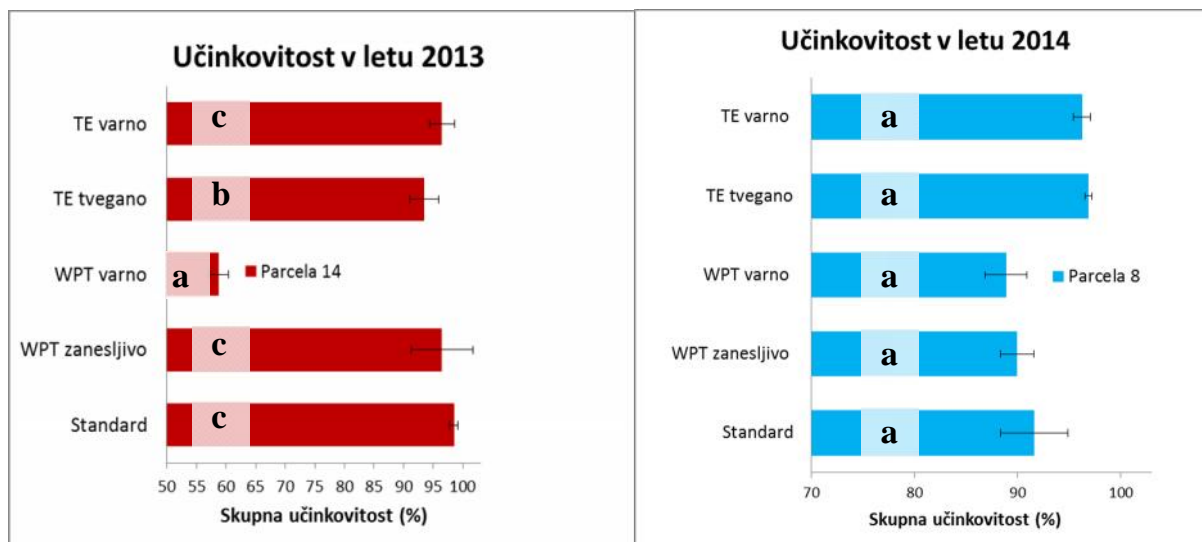 Učinkovitost v letu 2013
TE varno
c
TE tvegano
b
WPT varno
a
Parcela 14
WPT zanesljivo
c
Standard
c
50 55 60 65 70 75 80 85 90 95 100
Skupna učinkovitost (%)
Učinkovitost v letu 2014
TE varno
a
TE tvegano
a
WPT varno
a
Parcela 8
WPT zanesljivo
a
Standard
a
70 80 90 100
Skupna učinkovitost (%)